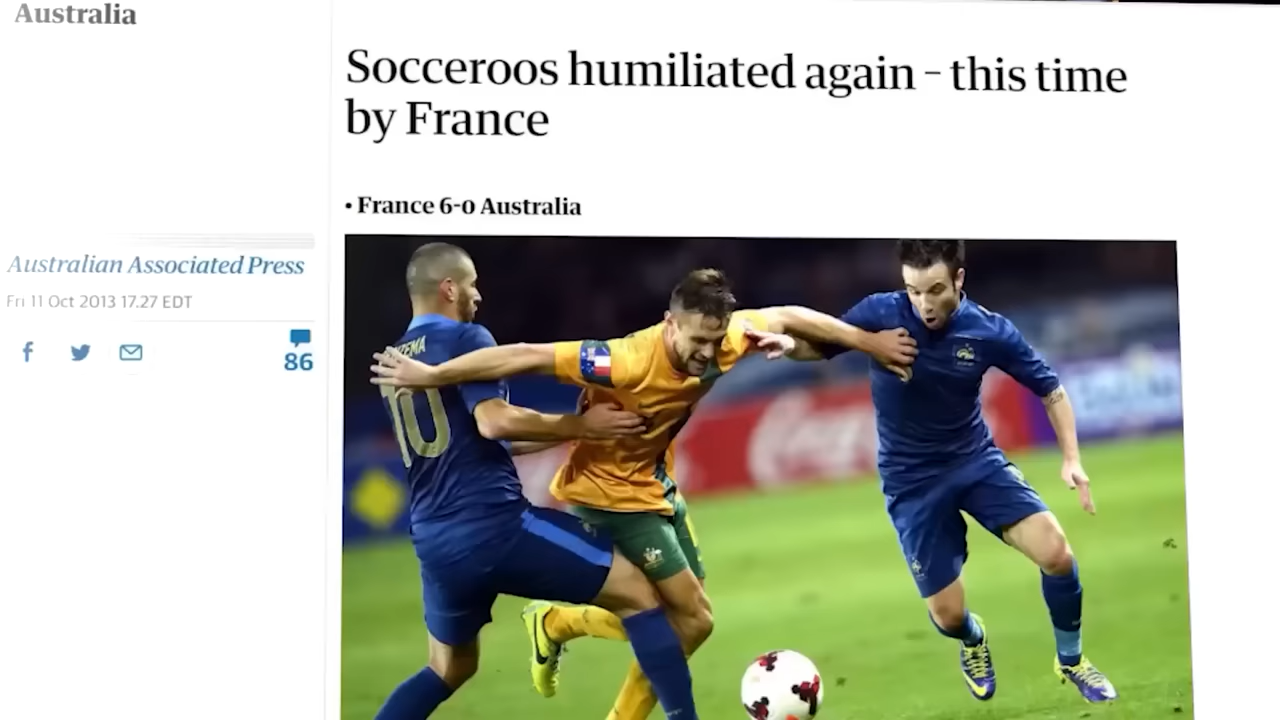 Australia
Socceroos humiliated again – this time
by France
• France 6-0 Australia
Australian Associated Press
Fri 11 Oct 2013 17.27 EDT
86
10